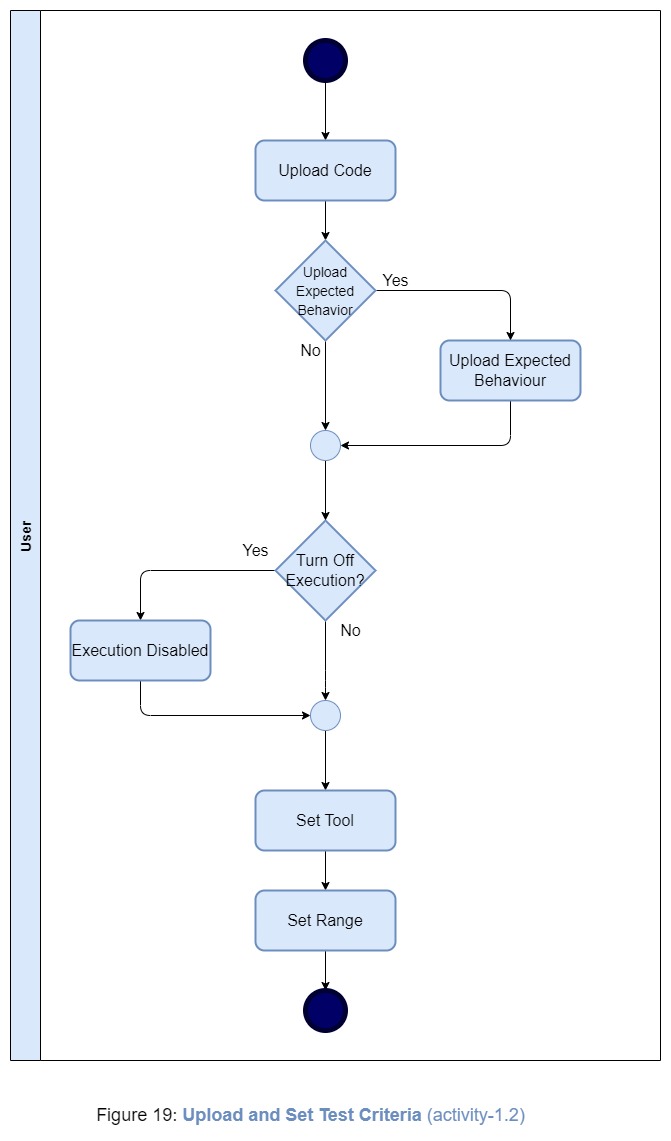 Upload Code
Upload
Expected
Behavior
Yes
No
Upload Expected
Behaviour
User
Yes
Turn Off
Execution?
No
Execution Disabled
Set Tool
Set Range
Figure 19: Upload and Set Test Criteria (activity-1.2)